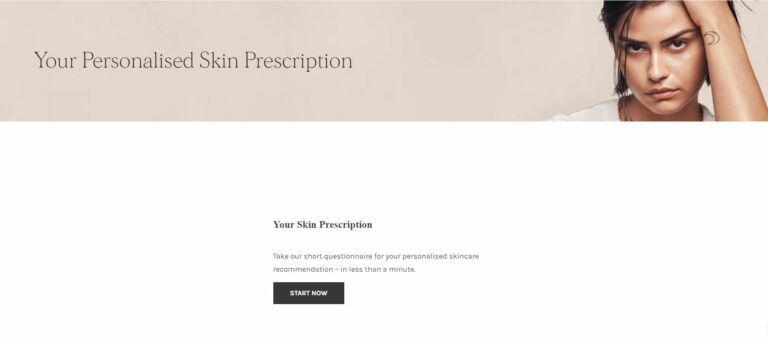 Your Personalised Skin Prescription
Your Skin Prescription
Take our short questionnaire for your personalised skincare
recommendation – in less than a minute.
START NOW